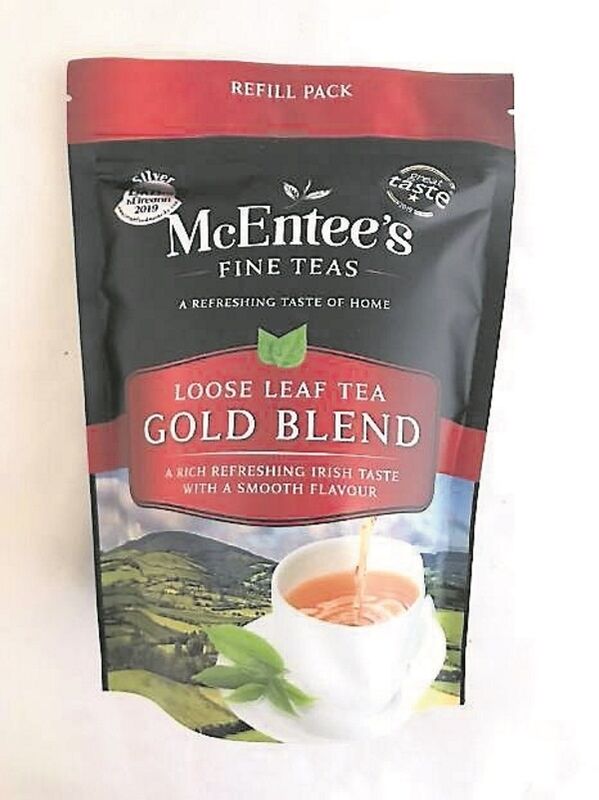 REFILL PACK
Silver
2019
great
taste
McEntee's
FINE TEAS
A REFRESHING TASTE OF HOME
LOOSE LEAF TEA
GOLD BLEND
A RICH REFRESHING IRISH TASTE
WITH A SMOOTH FLAVOUR